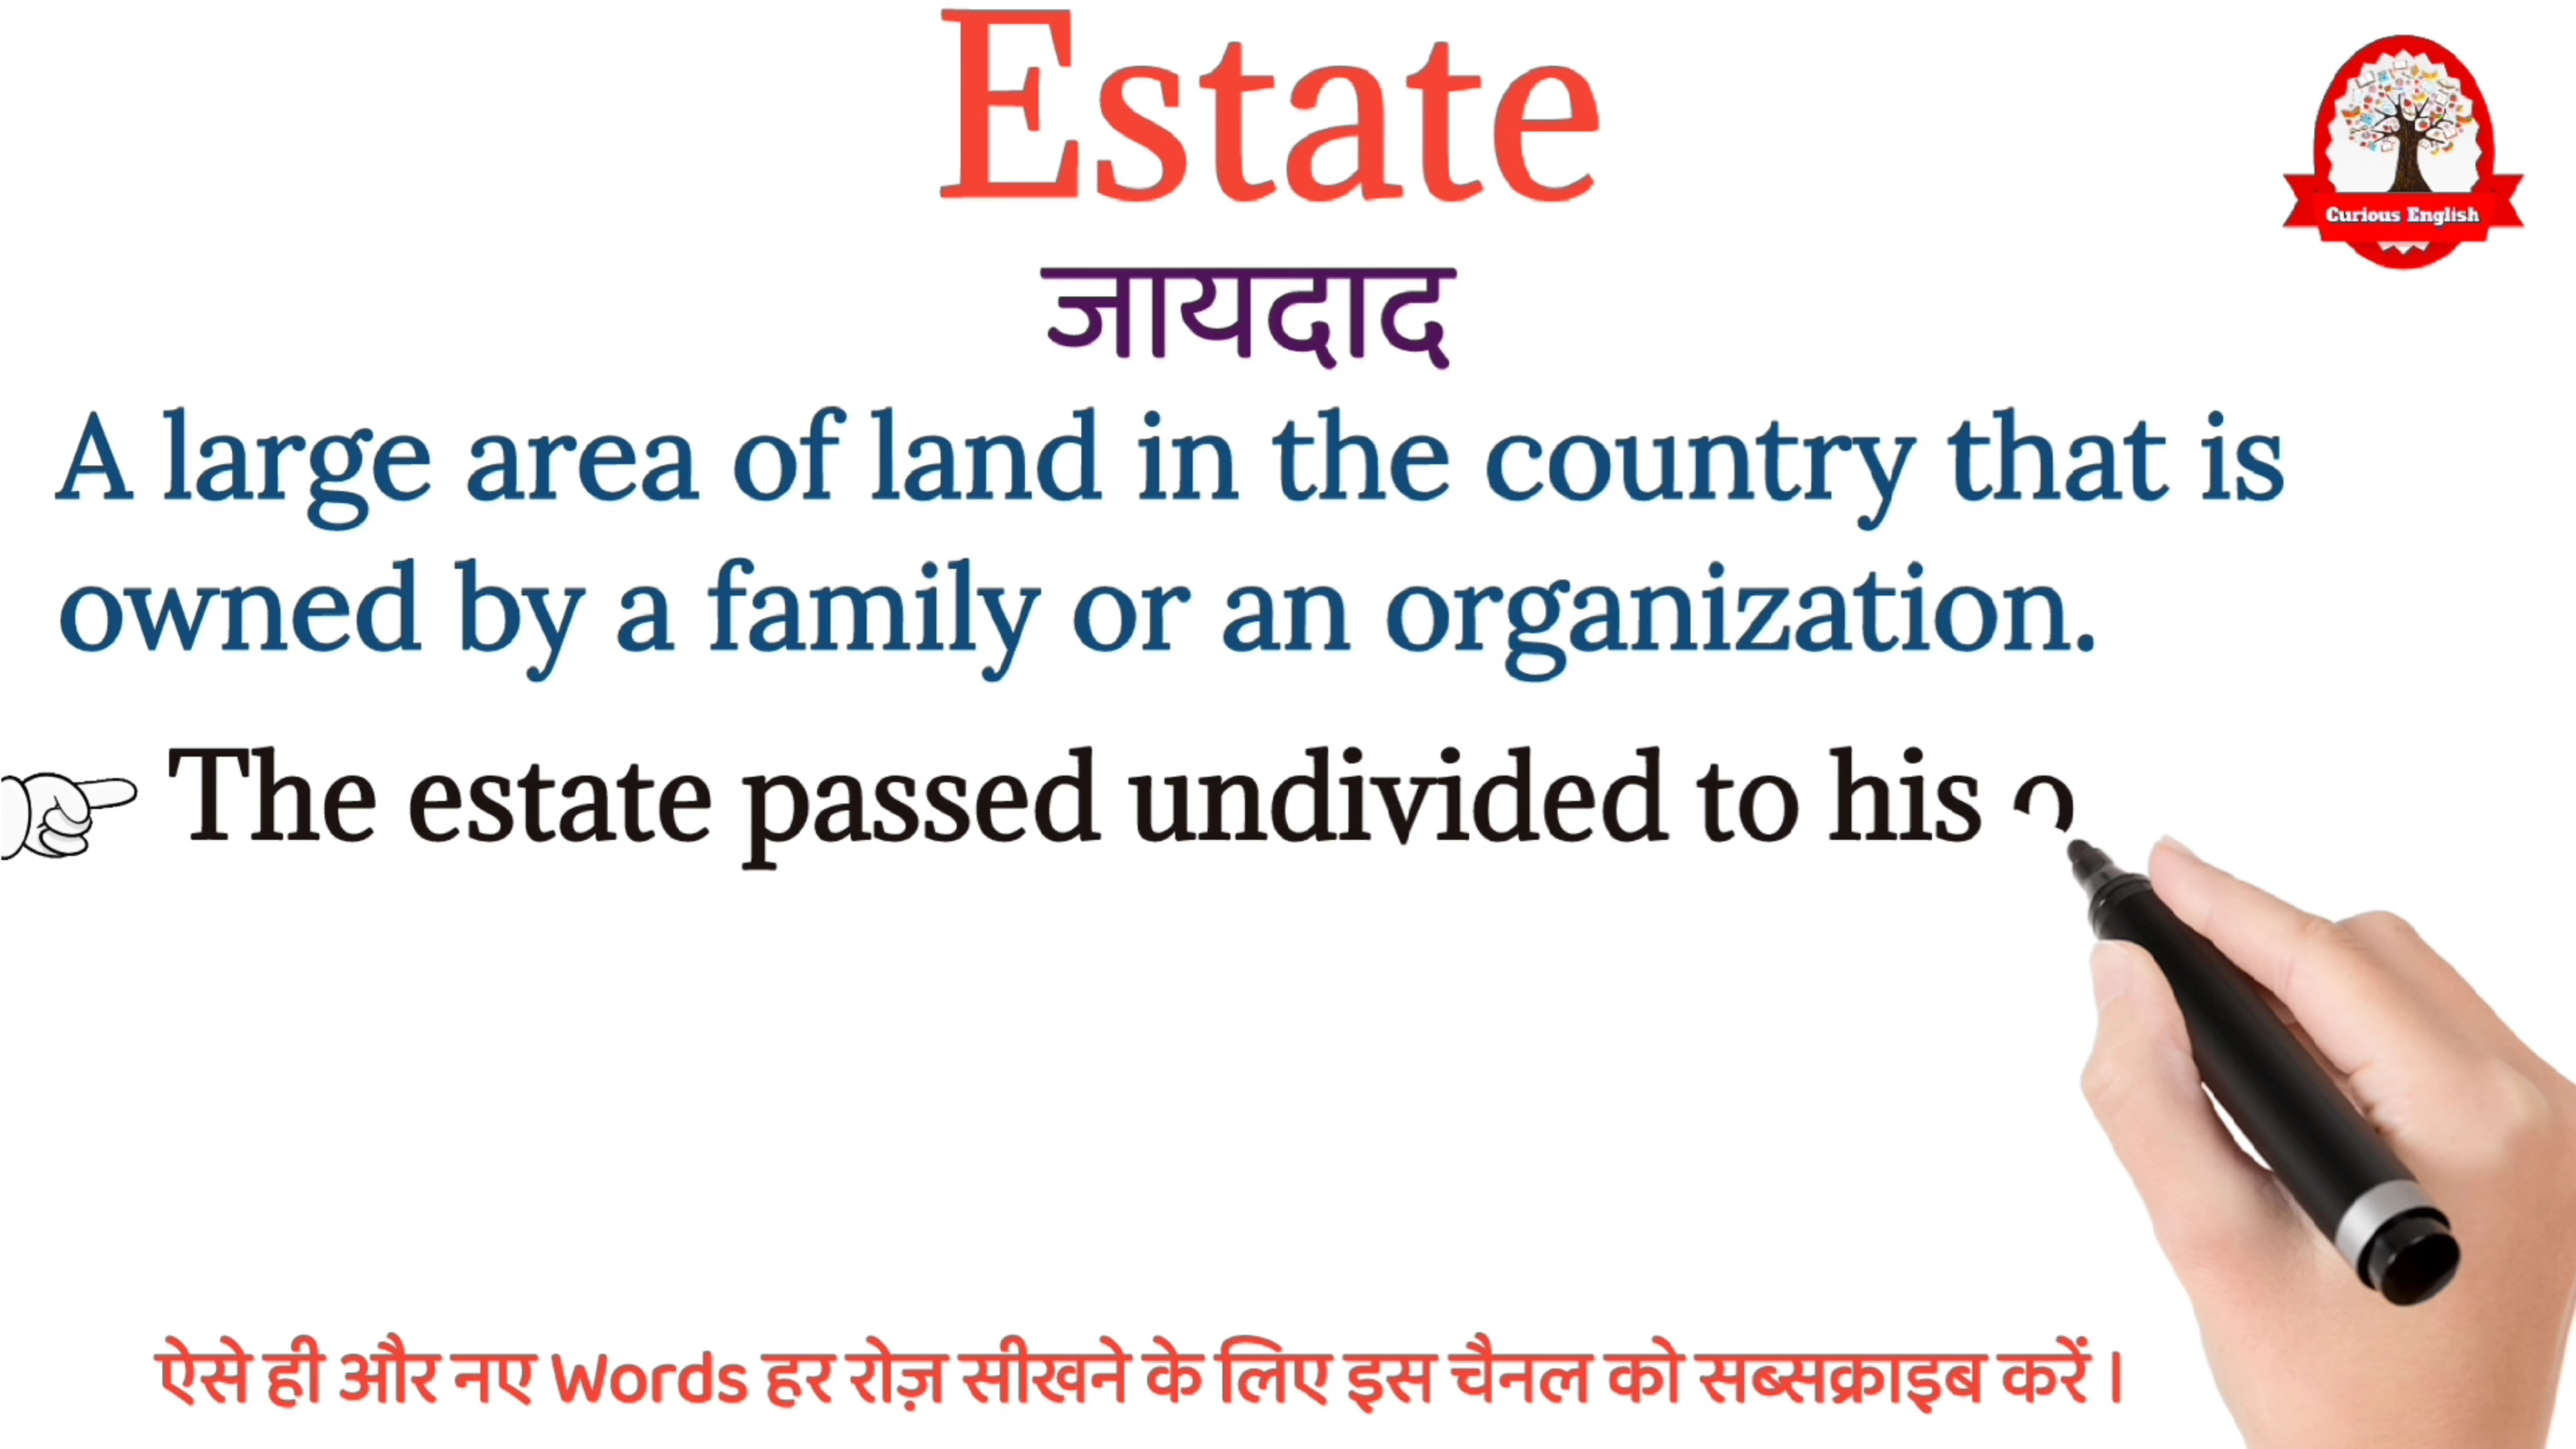 Estate
Curious English
जायदाद
A large area of land in the country that is
owned by a family or an organization.
The estate passed undivided to his
ऐसे ही और नए Words हर रोज़ सीखने के लिए इस चैनल को सब्सक्राइब करें।